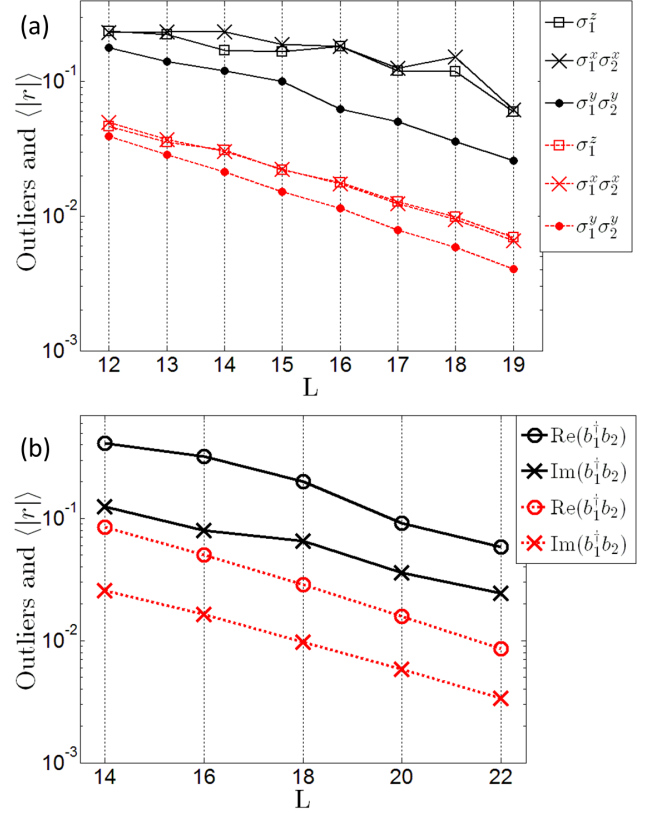 (a)
Outliers and ⟨|r|⟩
10^{-1}
10^{-2}
10^{-3}
12 13 14 15 16 17 18 19
L
σ_1^z
σ_1^x σ_2^x
σ_1^y σ_2^y
σ_1^z
σ_1^x σ_2^x
σ_1^y σ_2^y
(b)
Outliers and ⟨|r|⟩
10^{-1}
10^{-2}
10^{-3}
14 16 18 20 22
L
Re(b_1^† b_2)
Im(b_1^† b_2)
Re(b_1^† b_2)
Im(b_1^† b_2)